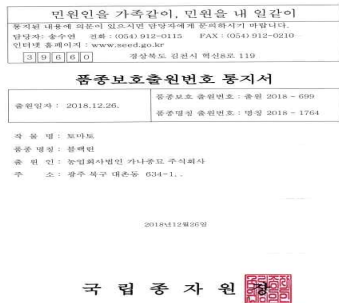 민원인을 가족같이, 민원을 내 일같이
통지된 내용에 의문이 있으시면 담당자에게 문의하시기 바랍니다.
담당자: 송수연 전화 : (054) 912-0115 FAX : (054) 912-0210
인터넷 홈페이지 : www.seed.go.kr
3 9 6 6 0 경상북도 김천시 혁신8로 119
품종보호출원번호 통지서
출원일자 : 2018.12.26.
품종보호 출원번호 : 출원 2018 - 699
품종명칭 출원번호 : 명칭 2018 - 1764
작 물 명 : 토마토
품종 명칭 : 블랙틴
출 원 인 : 농업회사법인 가나종묘 주식회사
주 소 : 광주 북구 대촌동 634-1, .
2018년12월26일
국 립 종 자 원 장